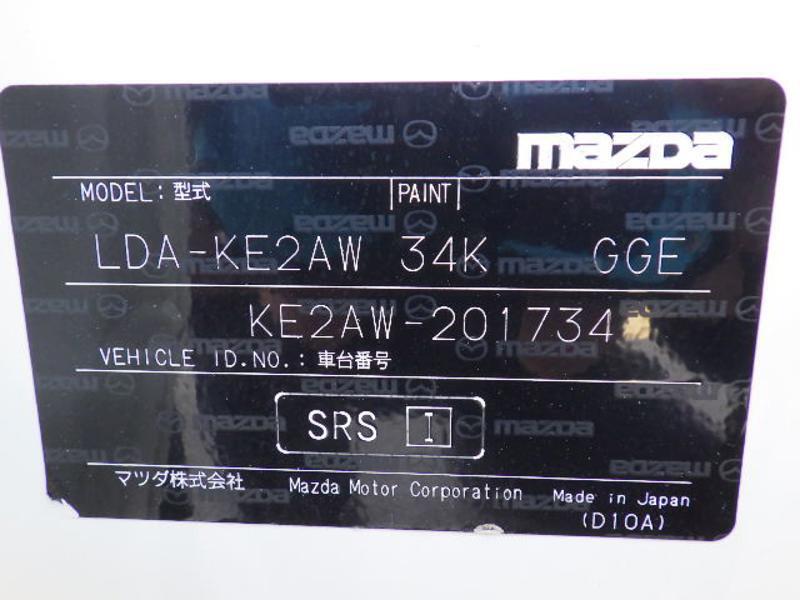 mazda
MODEL: 型式 PAINT
LDA-KE2AW 34K GGE
KE2AW-201734
VEHICLE ID.NO.: 車台番号
SRS I
マツダ株式会社 Mazda Motor Corporation Made in Japan
(D10A)